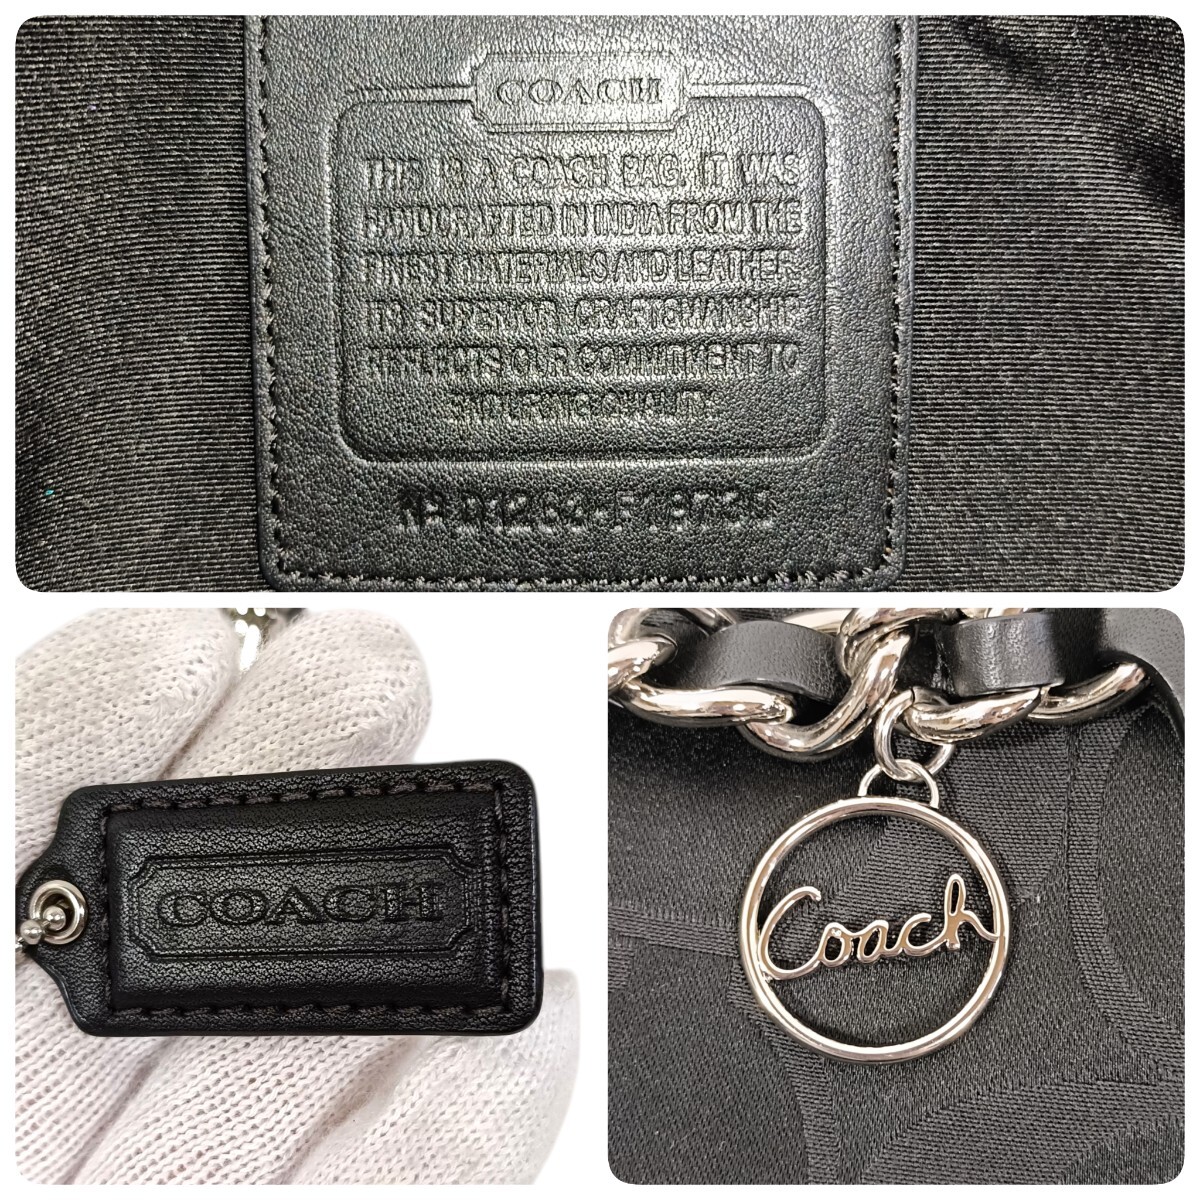 COACH
THIS IS A COACH BAG. IT WAS
HANDCRAFTED IN INDIA FROM THE
FINEST MATERIALS AND LEATHER
ITS SUPERIOR CRAFTSMANSHIP
REFLECTS OUR COMMITMENT TO
ENDURING QUALITY.
COACH
Coach